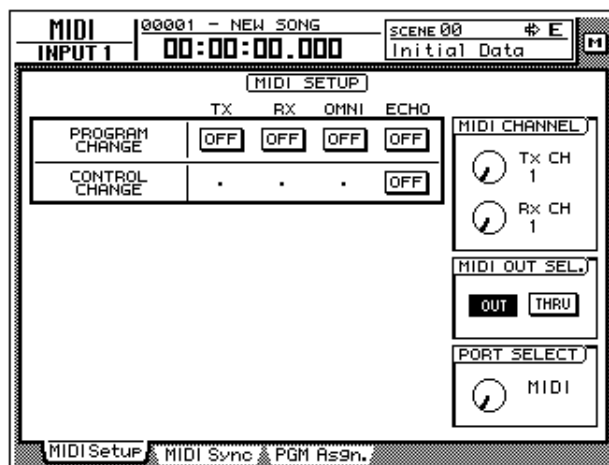 MIDI
INPUT 1
00001 - NEW SONG
00:00:00.000
SCENE 00 E
Initial Data
M
MIDI SETUP
TX RX OMNI ECHO
PROGRAM CHANGE OFF OFF OFF OFF
CONTROL CHANGE . . . OFF
MIDI CHANNEL
Tx CH
1
Rx CH
1
MIDI OUT SEL.
OUT THRU
PORT SELECT
MIDI
MIDI Setup MIDI Sync PGM Asgn.